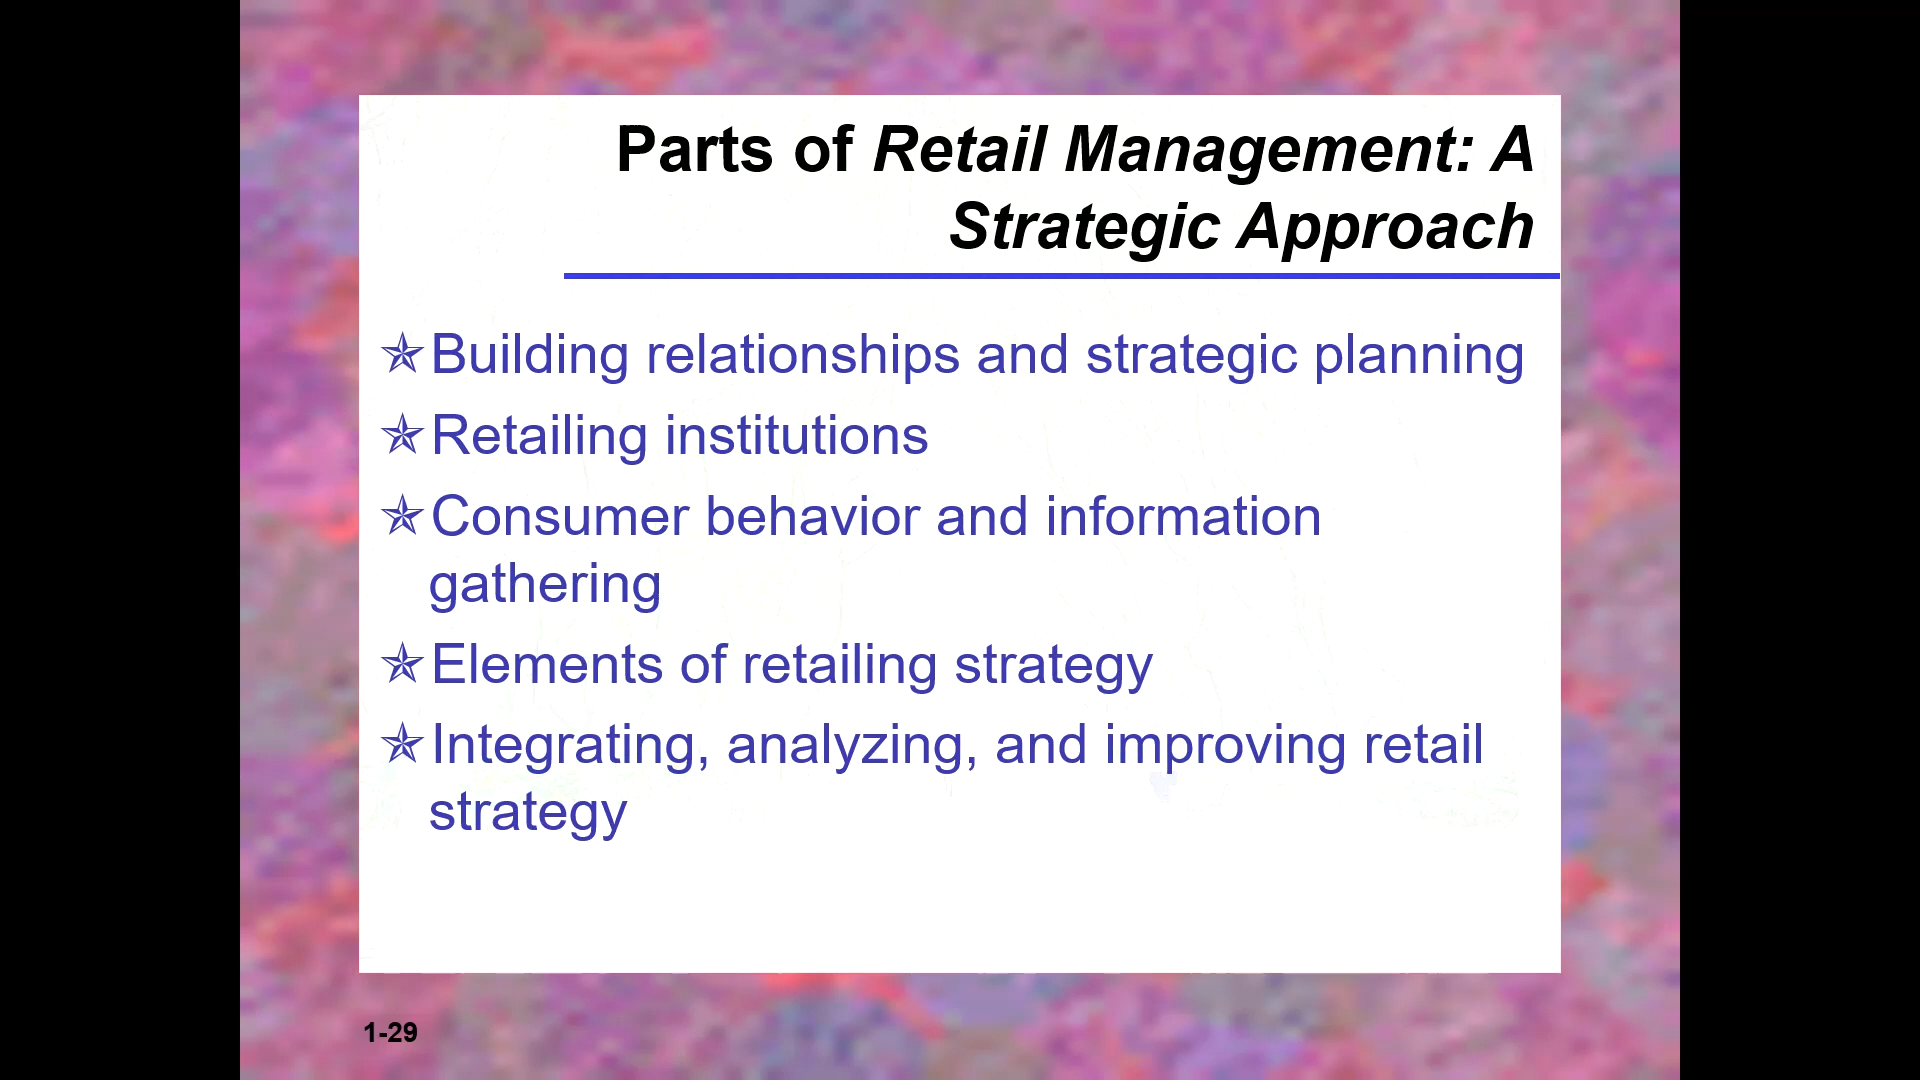 Parts of Retail Management: A
Strategic Approach
✯Building relationships and strategic planning
✯Retailing institutions
✯Consumer behavior and information
gathering
✯Elements of retailing strategy
✯Integrating, analyzing, and improving retail
strategy
1-29